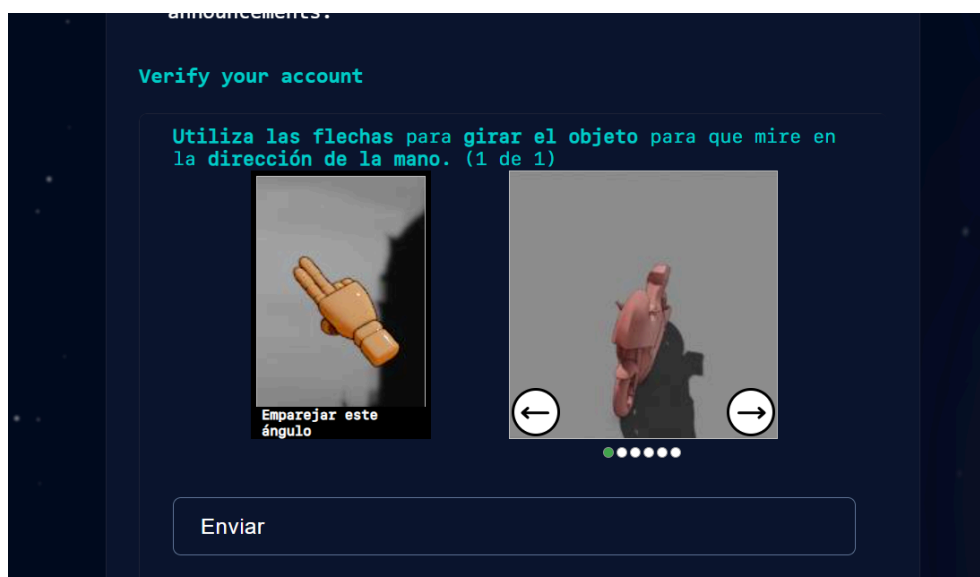 announcements.
Verify your account
Utiliza las flechas para girar el objeto para que mire en
la dirección de la mano. (1 de 1)
Emparejar este
ángulo
Enviar